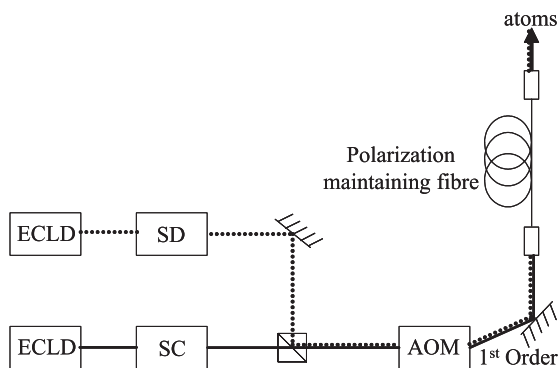 atoms
Polarization
maintaining fibre
ECLD
SD
ECLD
SC
AOM
1st Order